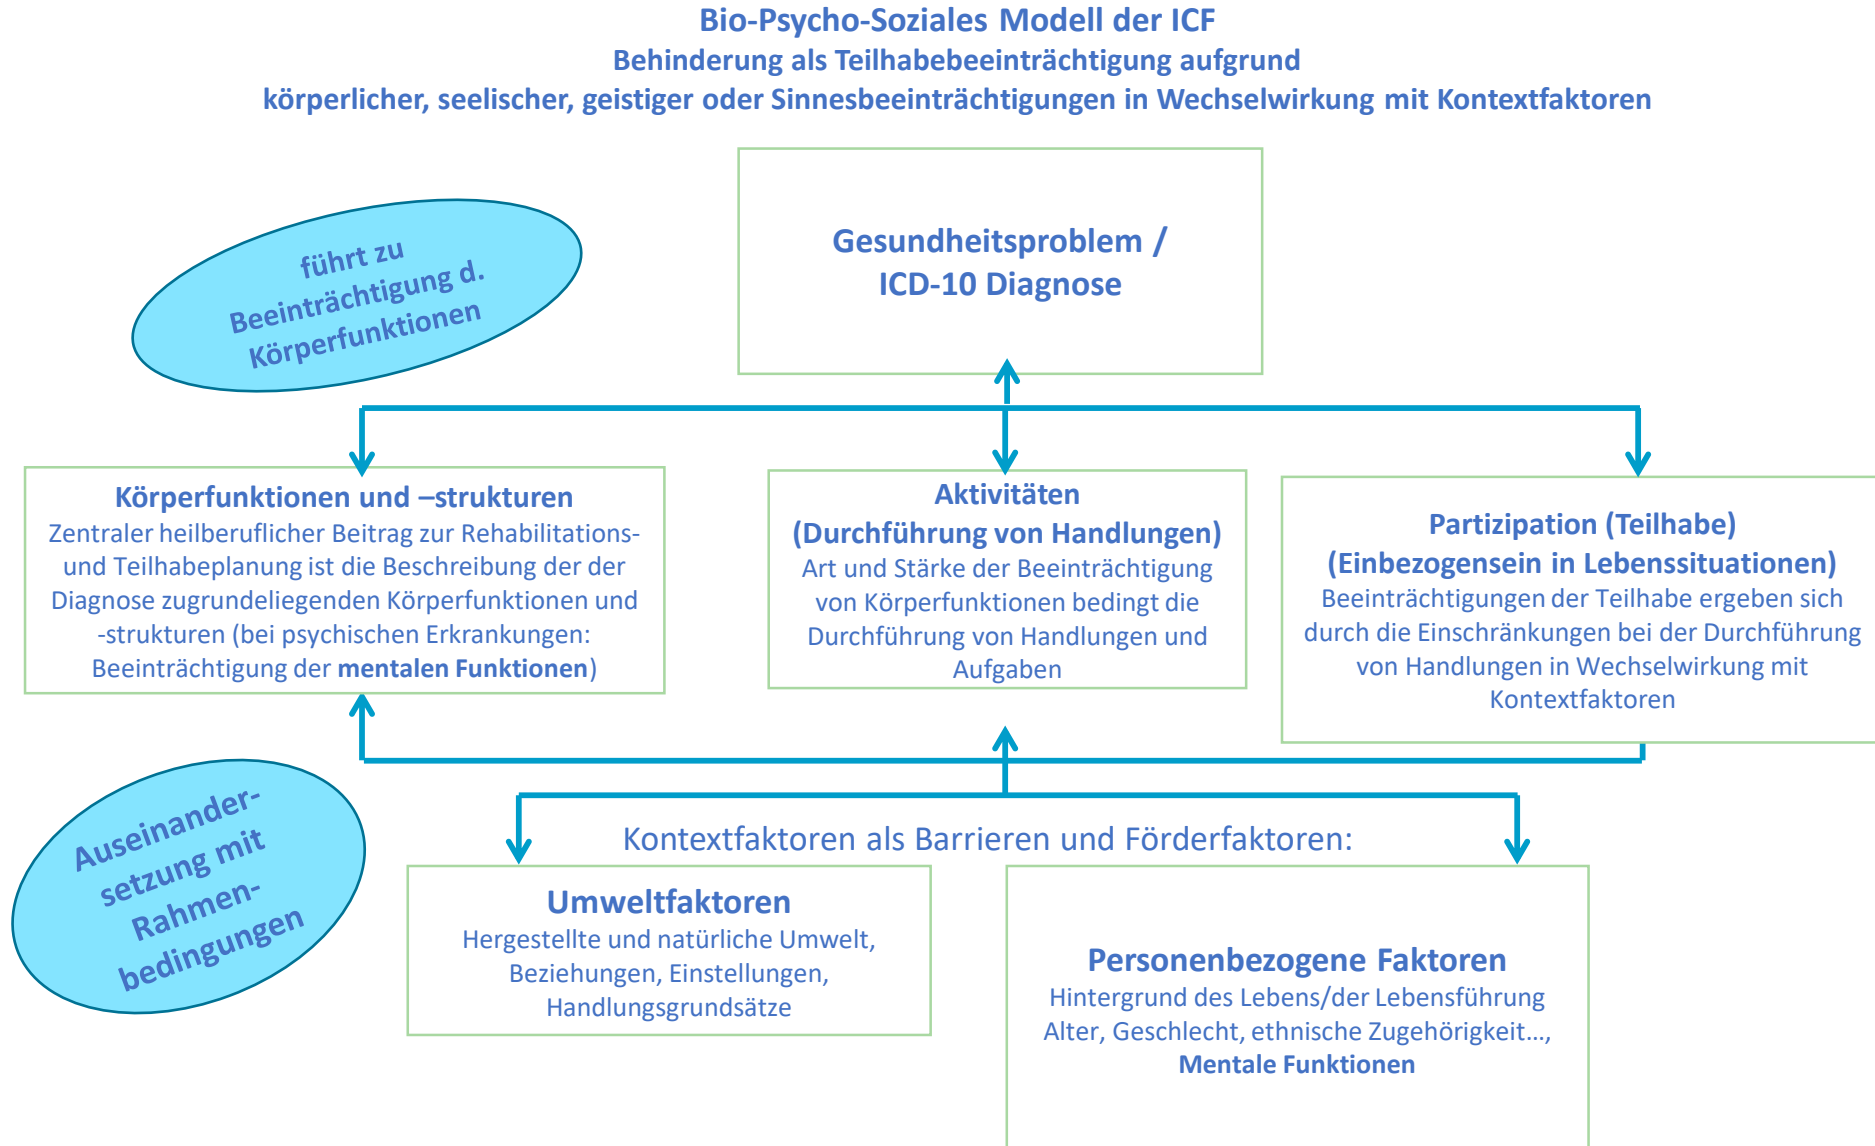 Bio-Psycho-Soziales Modell der ICF
Behinderung als Teilhabebeeinträchtigung aufgrund
körperlicher, seelischer, geistiger oder Sinnesbeeinträchtigungen in Wechselwirkung mit Kontextfaktoren
führt zu
Beeinträchtigung d.
Körperfunktionen
Gesundheitsproblem /
ICD-10 Diagnose
Körperfunktionen und –strukturen
Zentraler heilberuflicher Beitrag zur Rehabilitations-
und Teilhabeplanung ist die Beschreibung der der
Diagnose zugrundeliegenden Körperfunktionen und
-strukturen (bei psychischen Erkrankungen:
Beeinträchtigung der mentalen Funktionen)
Aktivitäten
(Durchführung von Handlungen)
Art und Stärke der Beeinträchtigung
von Körperfunktionen bedingt die
Durchführung von Handlungen und
Aufgaben
Partizipation (Teilhabe)
(Einbezogensein in Lebenssituationen)
Beeinträchtigungen der Teilhabe ergeben sich
durch die Einschränkungen bei der Durchführung
von Handlungen in Wechselwirkung mit
Kontextfaktoren
Auseinander-
setzung mit
Rahmen-
bedingungen
Kontextfaktoren als Barrieren und Förderfaktoren:
Umweltfaktoren
Hergestellte und natürliche Umwelt,
Beziehungen, Einstellungen,
Handlungsgrundsätze
Personenbezogene Faktoren
Hintergrund des Lebens/der Lebensführung
Alter, Geschlecht, ethnische Zugehörigkeit…,
Mentale Funktionen